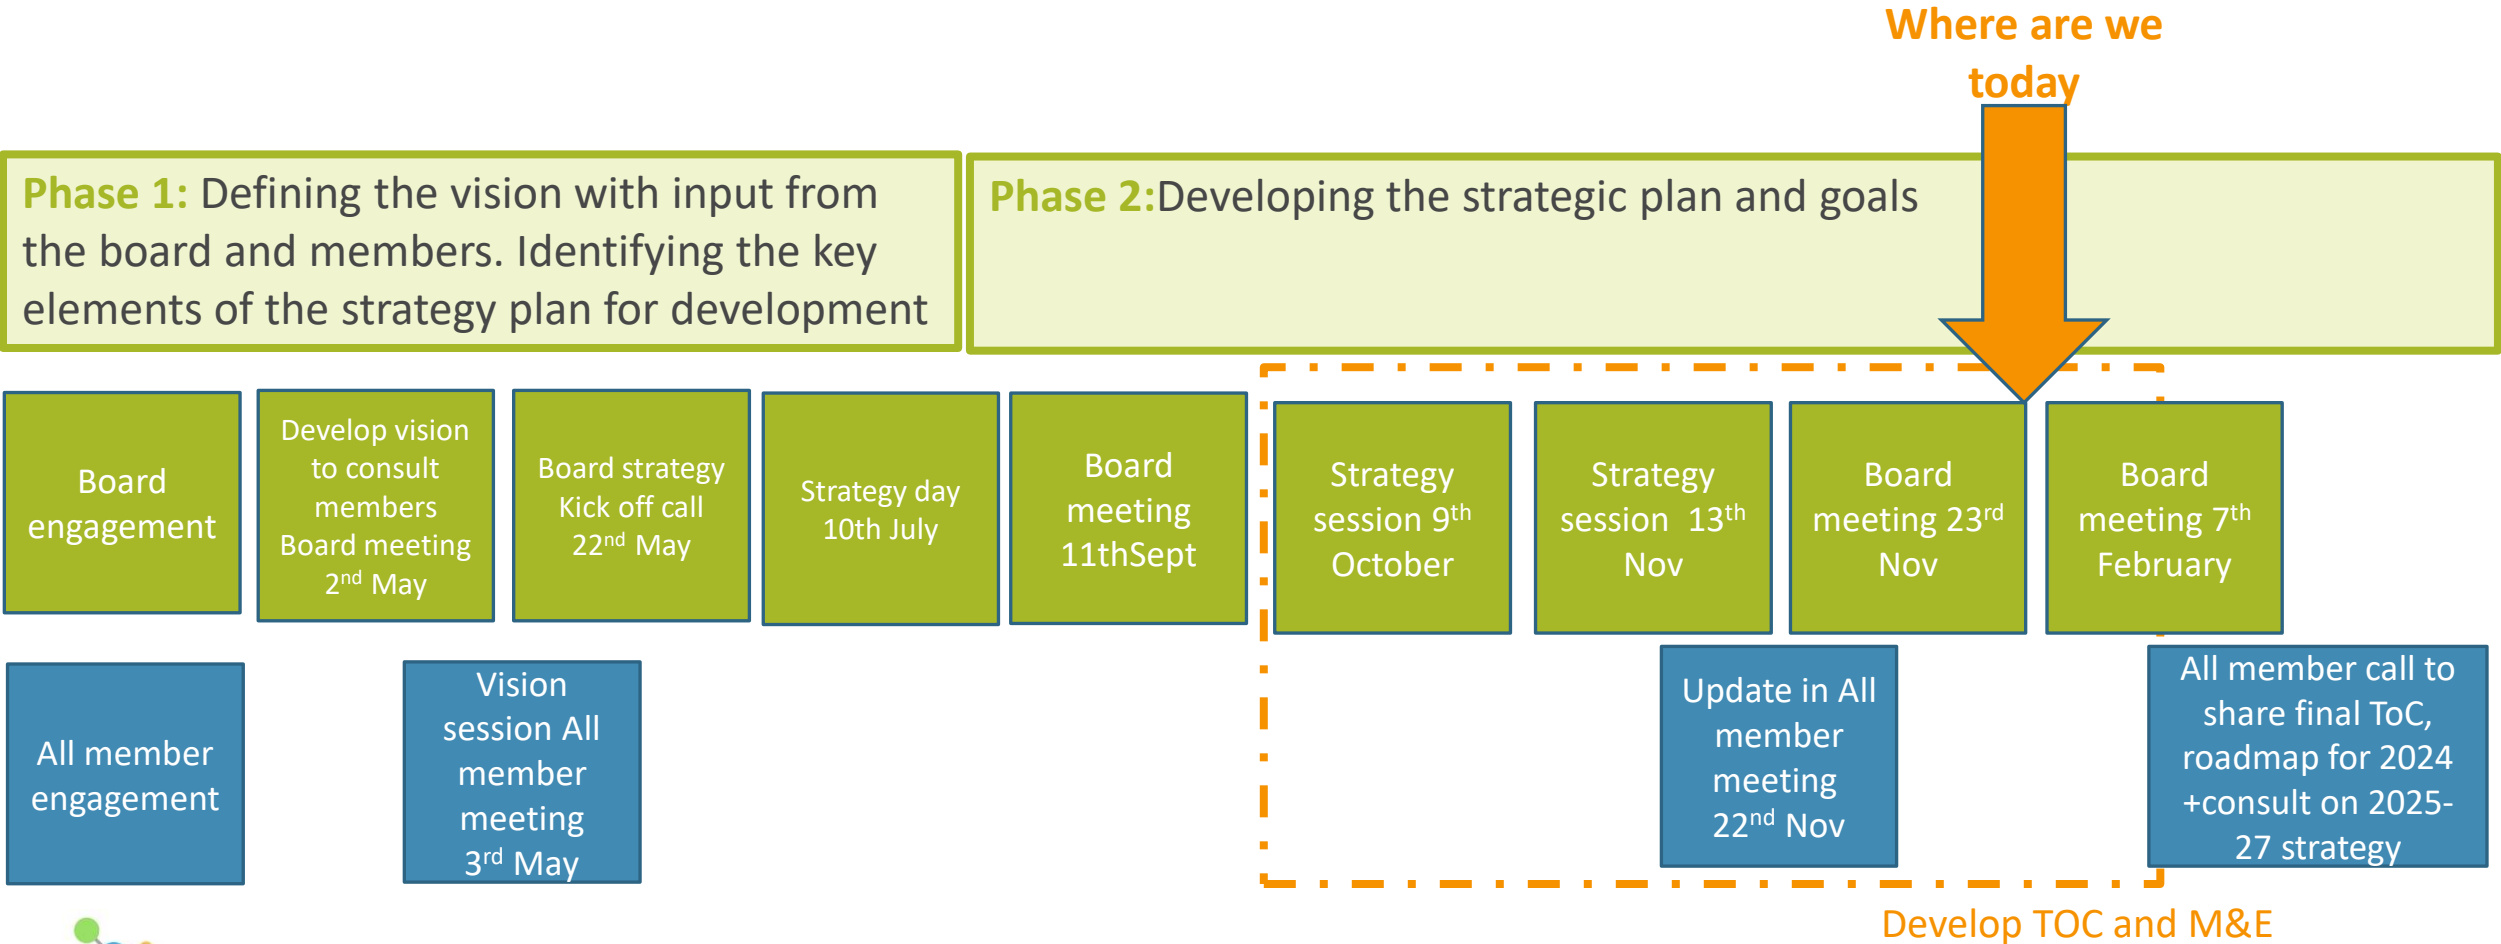 Where are we
today
Phase 1: Defining the vision with input from
the board and members. Identifying the key
elements of the strategy plan for development
Phase 2:Developing the strategic plan and goals
Board
engagement
Develop vision
to consult
members
Board meeting
2nd May
Board strategy
Kick off call
22nd May
Strategy day
10th July
Board
meeting
11thSept
Strategy
session 9th
October
Strategy
session 13th
Nov
Board
meeting 23rd
Nov
Board
meeting 7th
February
All member
engagement
Vision
session All
member
meeting
3rd May
Update in All
member
meeting
22nd Nov
All member call to
share final ToC,
roadmap for 2024
+consult on 2025-
27 strategy
Develop TOC and M&E